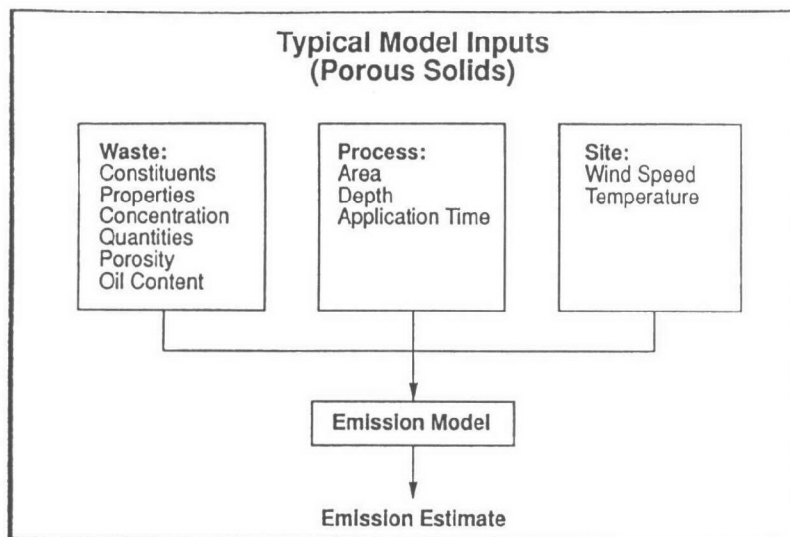 Typical Model Inputs
(Porous Solids)
Waste:
Constituents
Properties
Concentration
Quantities
Porosity
Oil Content
Process:
Area
Depth
Application Time
Site:
Wind Speed
Temperature
Emission Model
Emission Estimate